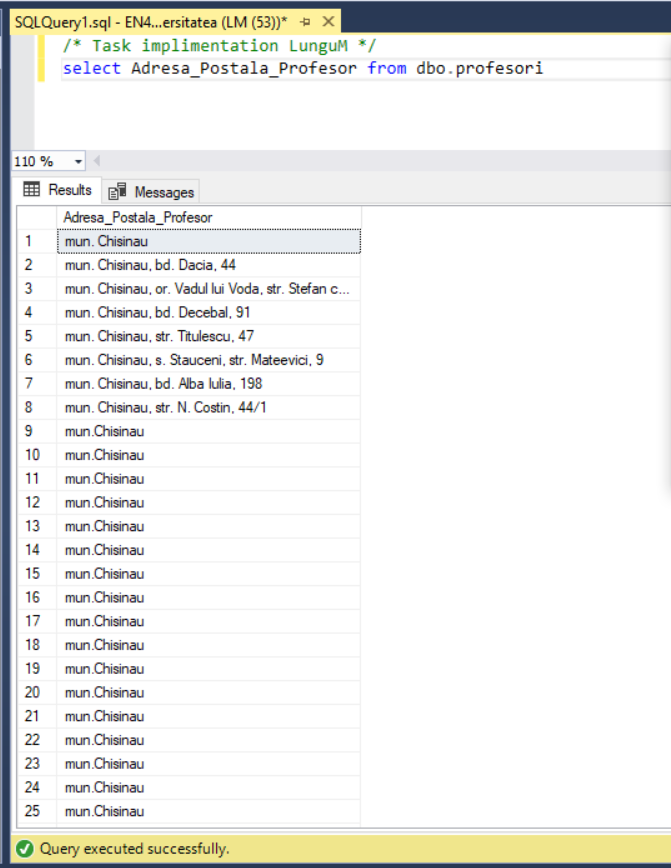 SQLQuery1.sql - EN4...ersitatea (LM (53))*
/* Task implimentation LunguM */
select Adresa_Postala_Profesor from dbo.profesori
110 %
Results Messages
Adresa_Postala_Profesor
1 mun. Chisinau
2 mun. Chisinau, bd. Dacia, 44
3 mun. Chisinau, or. Vadul lui Voda, str. Stefan c...
4 mun. Chisinau, bd. Decebal, 91
5 mun. Chisinau, str. Titulescu, 47
6 mun. Chisinau, s. Stauceni, str. Mateevici, 9
7 mun. Chisinau, bd. Alba Iulia, 198
8 mun. Chisinau, str. N. Costin, 44/1
9 mun.Chisinau
10 mun.Chisinau
11 mun.Chisinau
12 mun.Chisinau
13 mun.Chisinau
14 mun.Chisinau
15 mun.Chisinau
16 mun.Chisinau
17 mun.Chisinau
18 mun.Chisinau
19 mun.Chisinau
20 mun.Chisinau
21 mun.Chisinau
22 mun.Chisinau
23 mun.Chisinau
24 mun.Chisinau
25 mun.Chisinau
Query executed successfully.